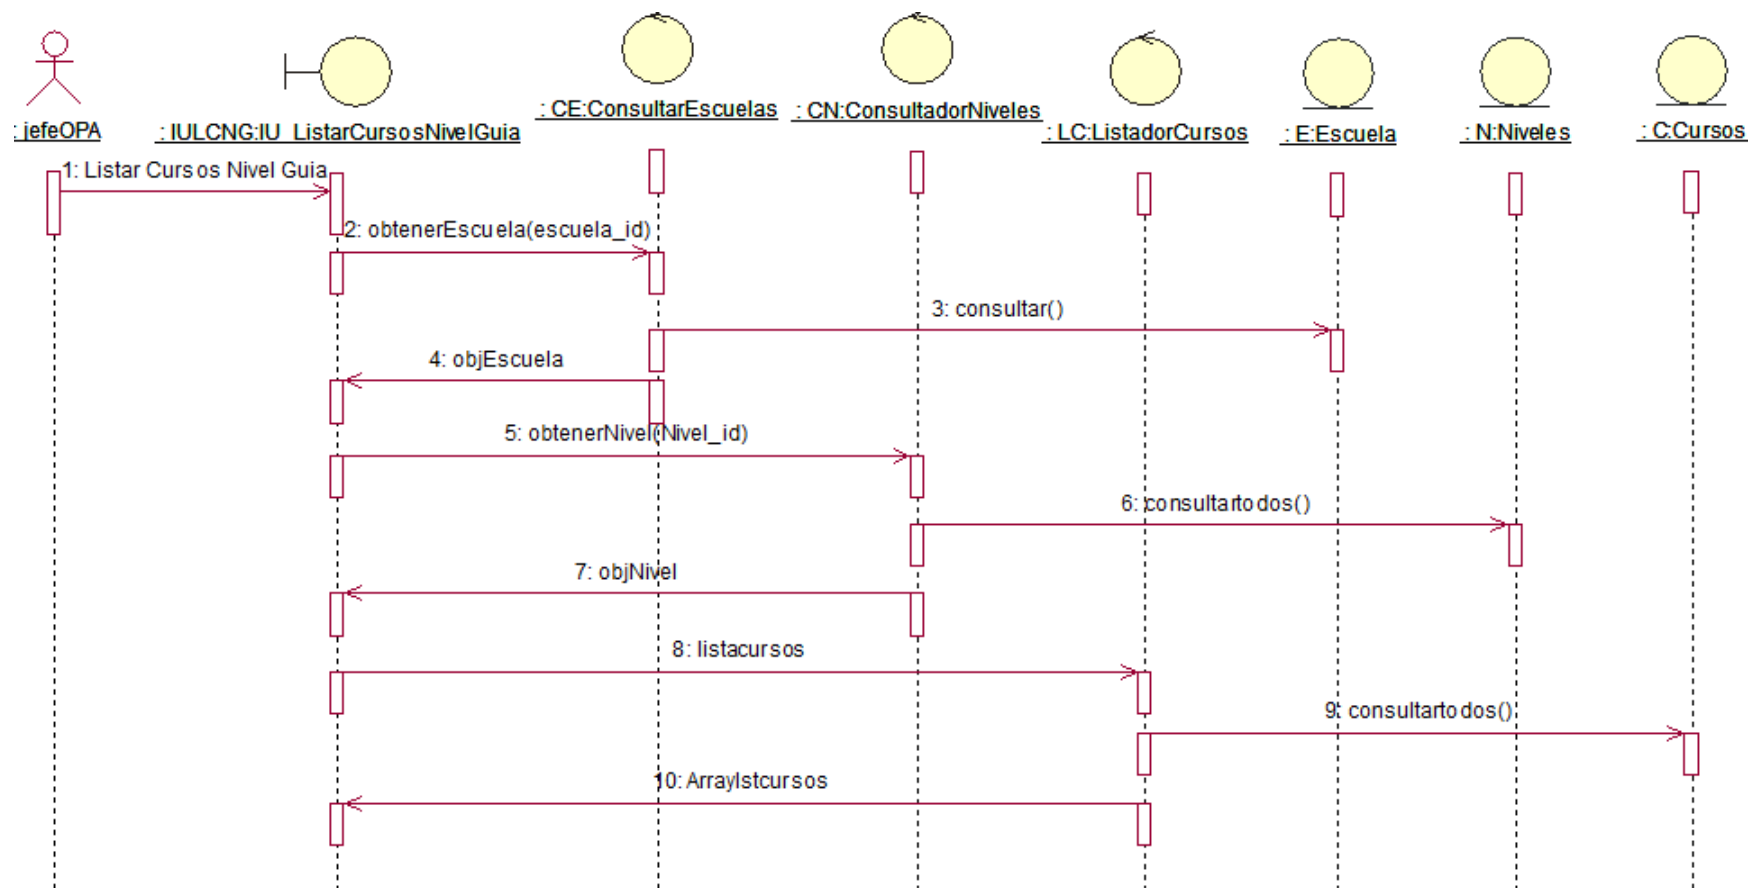 : jefeOPA
: IULCNG:IU_ListarCursosNivelGuia
: CE:ConsultarEscuelas
: CN:ConsultadorNiveles
: LC:ListadorCursos
: E:Escuela
: N:Niveles
: C:Cursos
1: Listar Cursos Nivel Guia
2: obtenerEscuela(escuela_id)
3: consultar()
4: objEscuela
5: obtenerNivel(Nivel_id)
6: consultartodos()
7: objNivel
8: listacursos
9: consultartodos()
10: Arraylstcursos